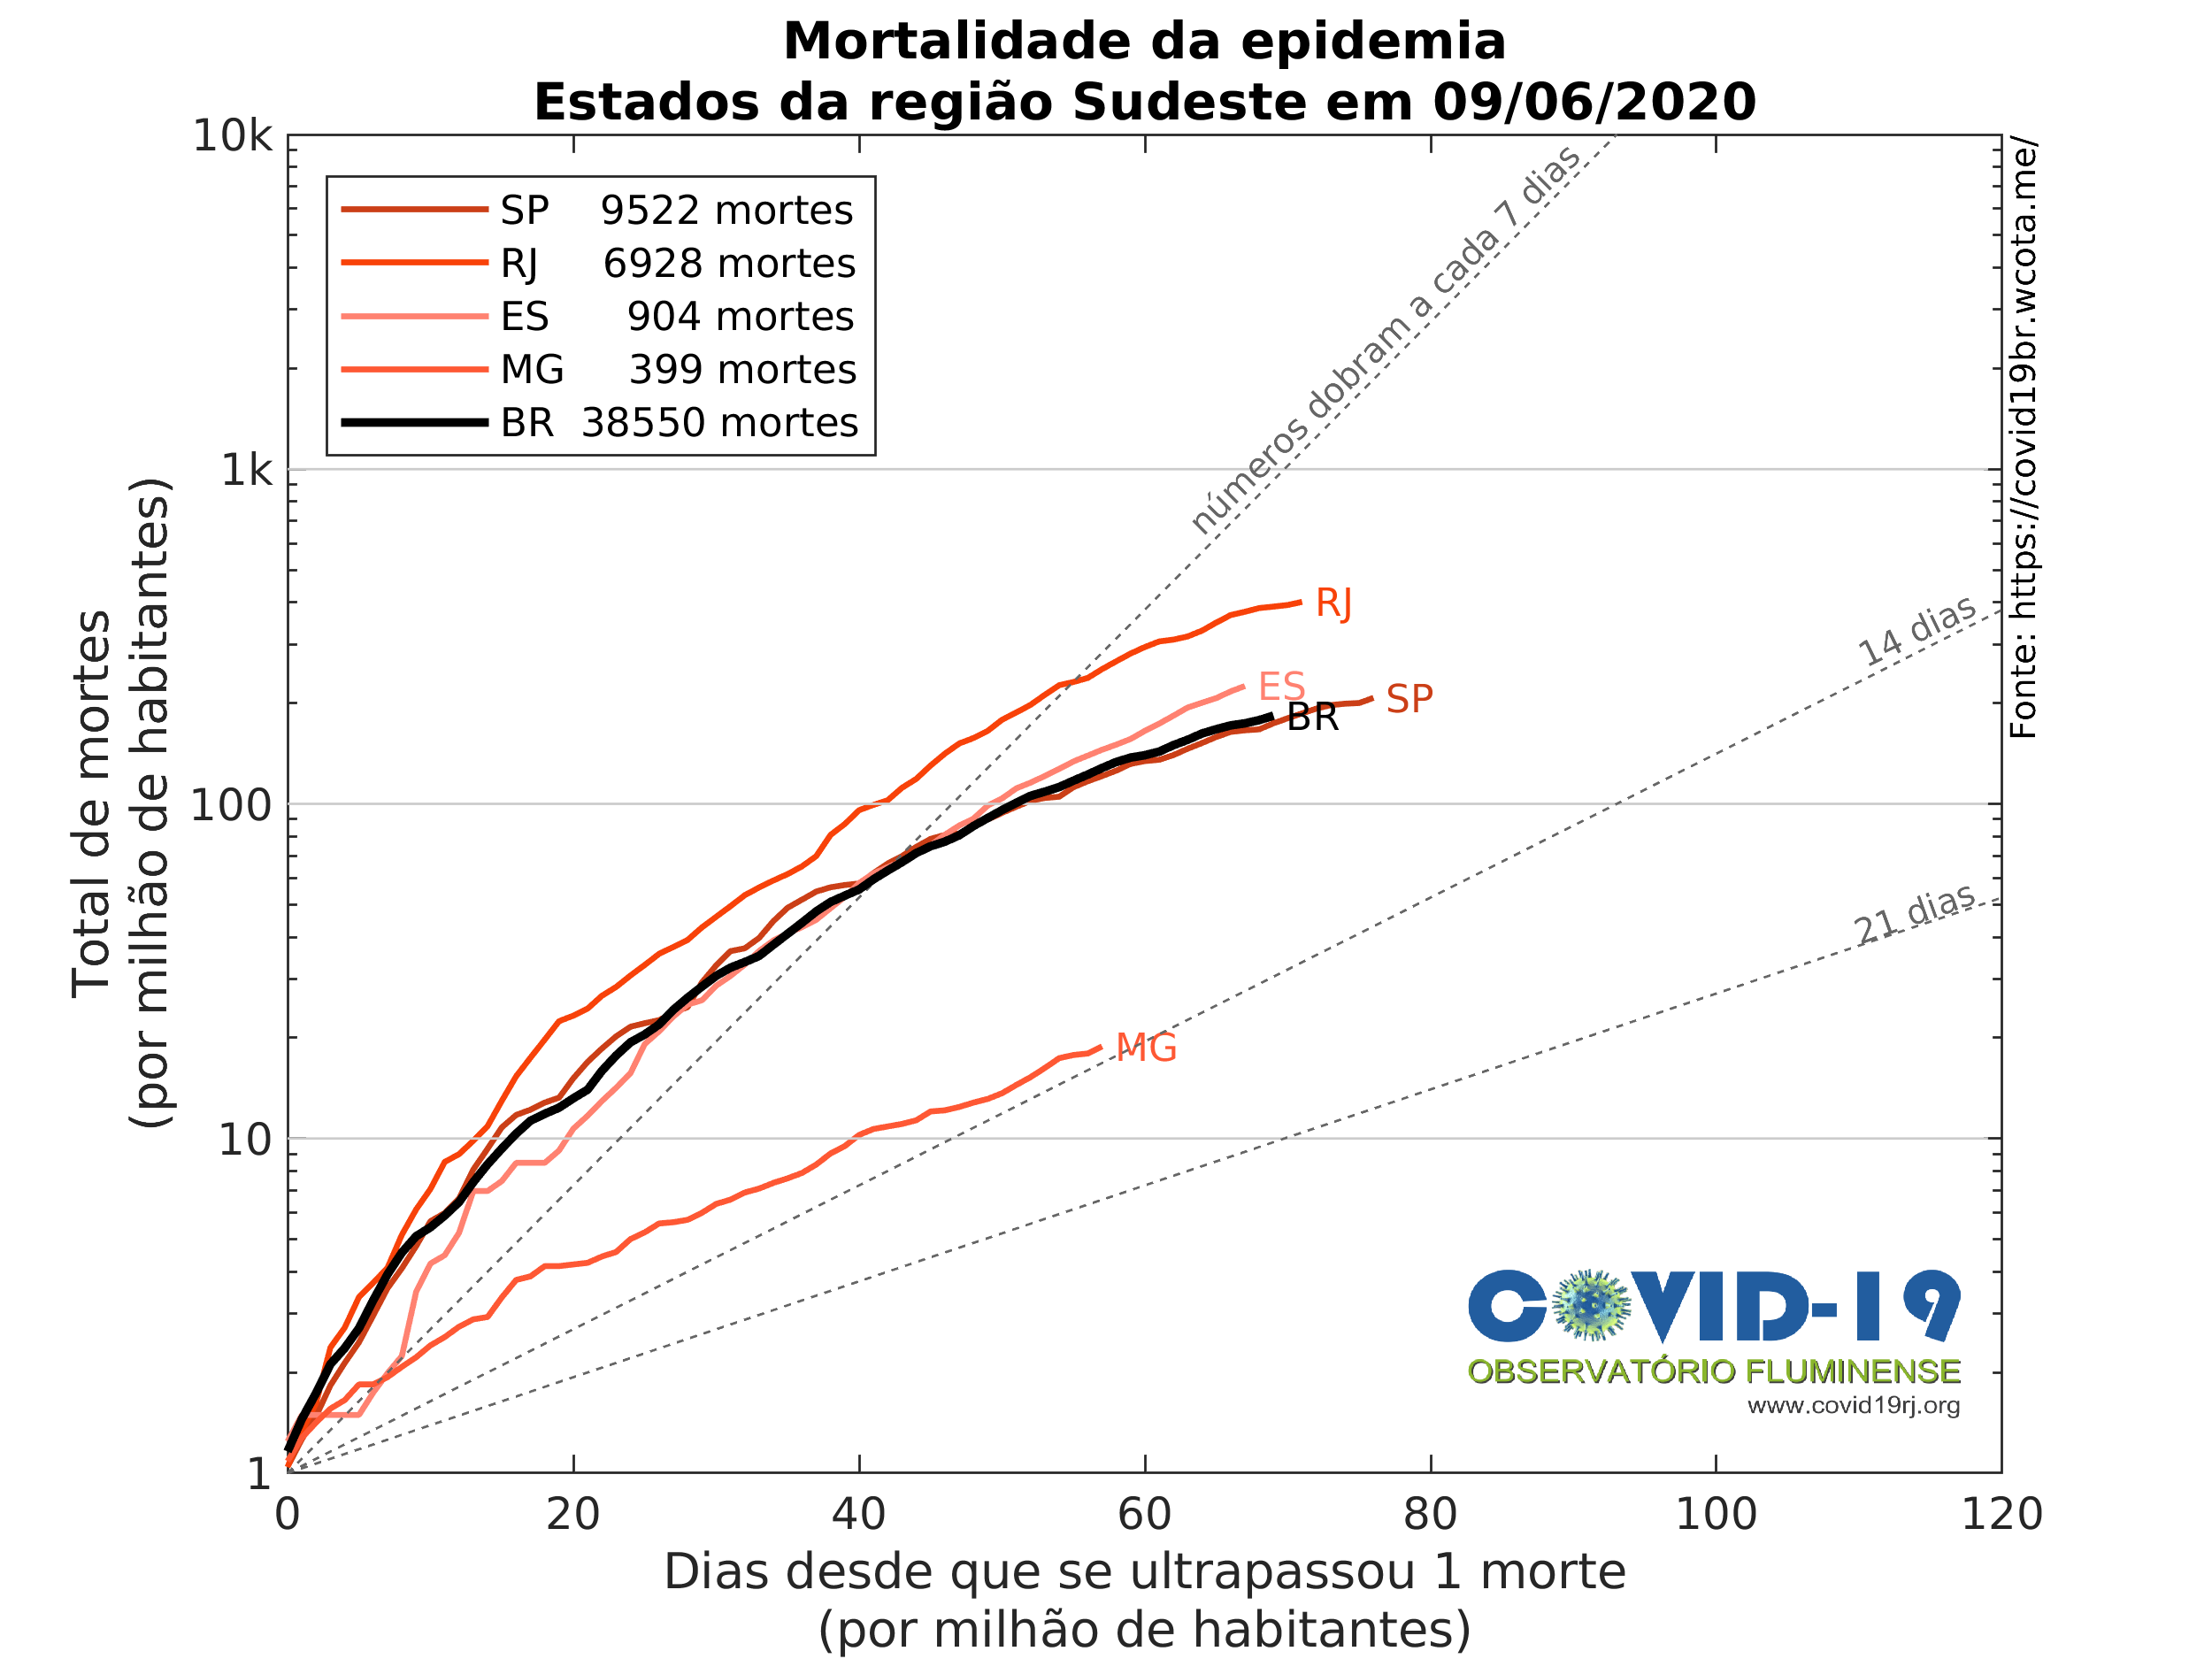 Mortalidade da epidemia
Estados da região Sudeste em 09/06/2020
10k
1k
100
10
1
Total de mortes
(por milhão de habitantes)
SP 9522 mortes
RJ 6928 mortes
ES 904 mortes
MG 399 mortes
BR 38550 mortes
números dobram a cada 7 dias
14 dias
21 dias
RJ
ES
SP
BR
MG
Fonte: https://covid19br.wcota.me/
COVID-19
OBSERVATÓRIO FLUMINENSE
www.covid19rj.org
0 20 40 60 80 100 120
Dias desde que se ultrapassou 1 morte
(por milhão de habitantes)